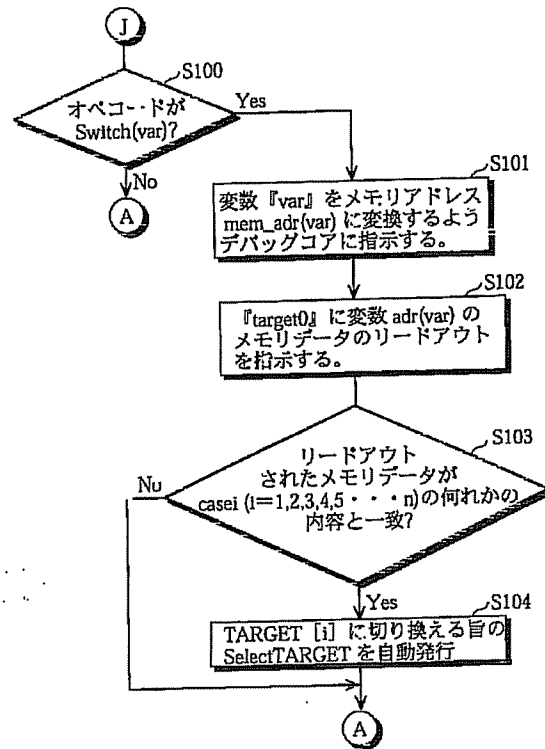 J
S100
オペコードが
Switch(var)?
Yes
No
A
S101
変数『var』をメモリアドレス
mem_adr(var) に変換するよう
デバッグコアに指示する。
S102
『target0』に変数 adr(var) の
メモリデータのリードアウト
を指示する。
S103
リードアウト
されたメモリデータが
casei (i＝1,2,3,4,5・・・n)の何れかの
内容と一致?
No
Yes
S104
TARGET [i] に切り換える旨の
SelectTARGET を自動発行
A